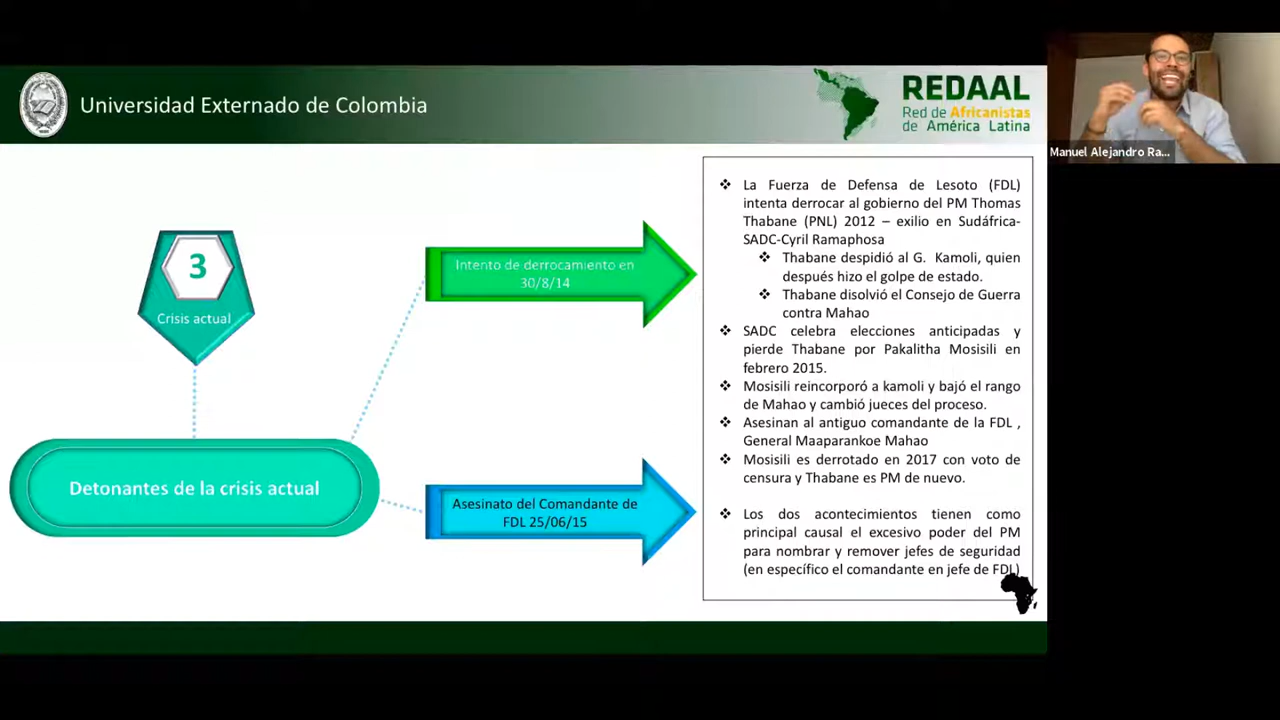 Universidad Externado de Colombia
REDAAL
Red de Africanistas
de América Latina
Manuel Alejandro Ra...
3
Crisis actual
Detonantes de la crisis actual
Intento de derrocamiento en
30/8/14
Asesinato del Comandante de
FDL 25/06/15
❖ La Fuerza de Defensa de Lesoto (FDL)
intenta derrocar al gobierno del PM Thomas
Thabane (PNL) 2012 – exilio en Sudáfrica-
SADC-Cyril Ramaphosa
❖ Thabane despidió al G. Kamoli, quien
después hizo el golpe de estado.
❖ Thabane disolvió el Consejo de Guerra
contra Mahao
❖ SADC celebra elecciones anticipadas y
pierde Thabane por Pakalitha Mosisili en
febrero 2015.
❖ Mosisili reincorporó a kamoli y bajó el rango
de Mahao y cambió jueces del proceso.
❖ Asesinan al antiguo comandante de la FDL ,
General Maaparankoe Mahao
❖ Mosisili es derrotado en 2017 con voto de
censura y Thabane es PM de nuevo.
❖ Los dos acontecimientos tienen como
principal causal el excesivo poder del PM
para nombrar y remover jefes de seguridad
(en específico el comandante en jefe de FDL)